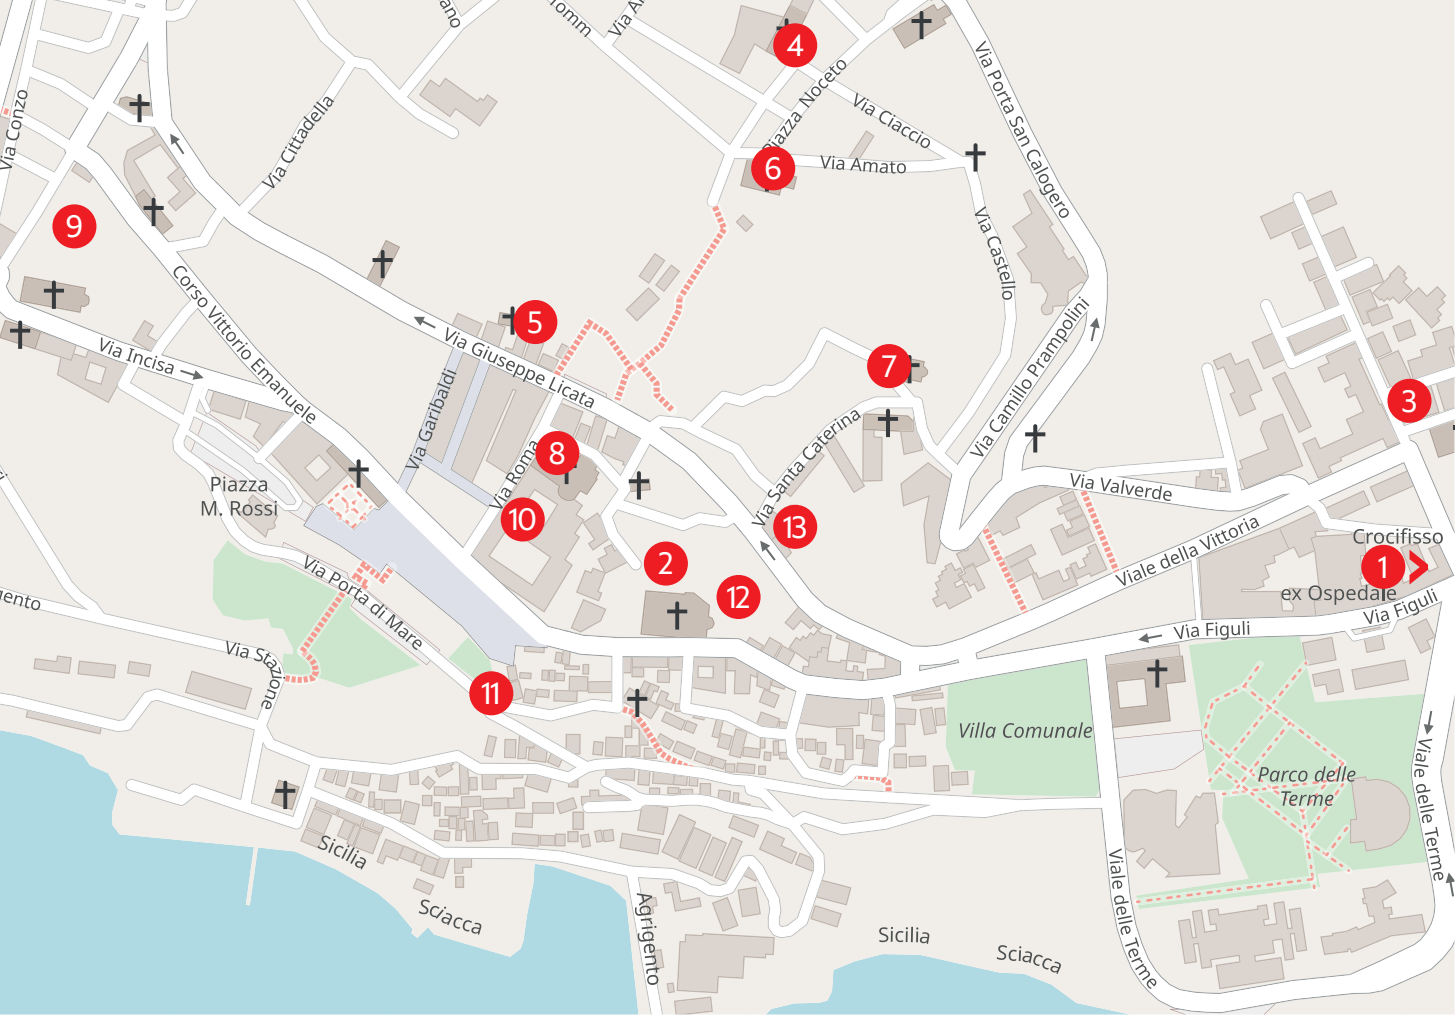 ano
omm
Via A
4
Via Porta San Calogero
Piazza Noceto
Via Ciaccio
Via Conzo
Via Cittadella
6
Via Amato
9
Via Castello
Corso Vittorio Emanuele
5
Via Giuseppe Licata
Via Camillo Prampolini
Via Incisa
7
Via Garibaldi
3
Via Santa Caterina
8
Via Roma
Piazza
M. Rossi
Via Valverde
10
13
Viale della Vittoria
Crocifisso
2
1
ex Ospedale
12
Via Porta di Mare
gento
Via Figuli
Via Figuli
Via Stazione
11
Villa Comunale
Parco delle
Terme
Viale delle Terme
Viale delle Terme
Sicilia
Sciacca
Agrigento
Sicilia
Sciacca